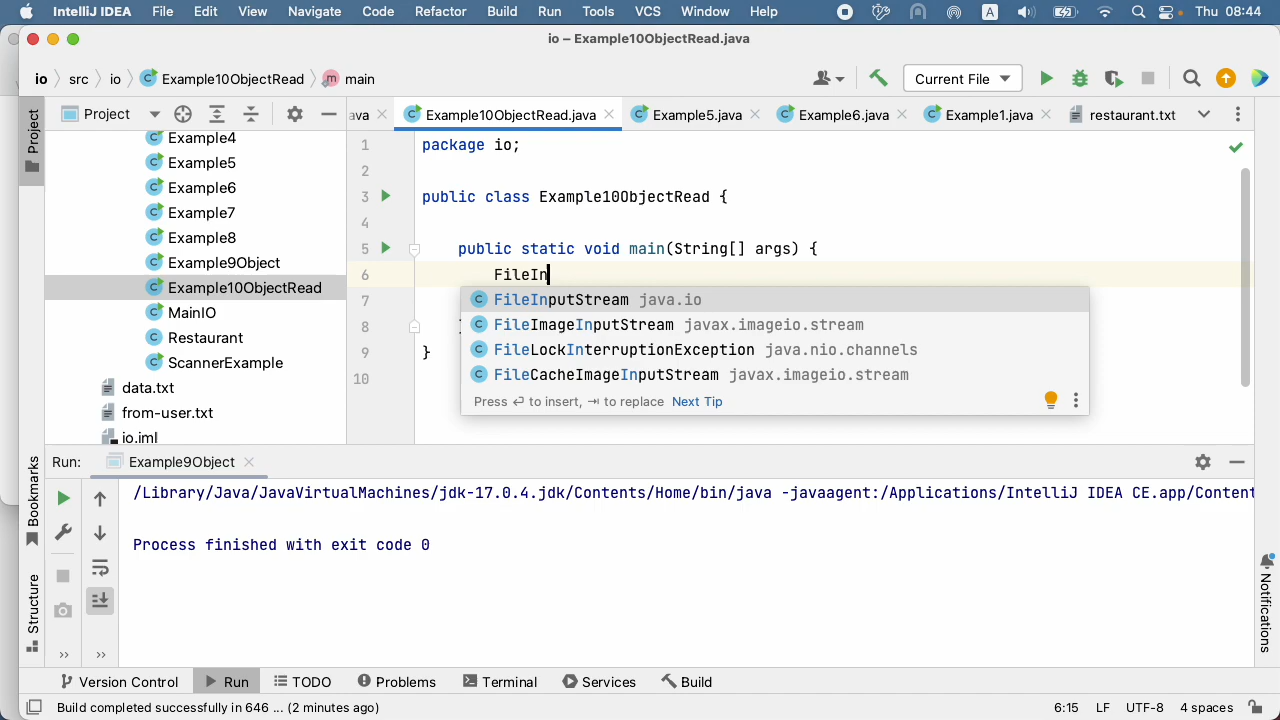 IntelliJ IDEA File Edit View Navigate Code Refactor Build Run Tools VCS Window Help A Thu 08:44
io – Example10ObjectRead.java
io src io Example10ObjectRead m main Current File
Project Project ava Example10ObjectRead.java Example5.java Example6.java Example1.java restaurant.txt
Example4
Example5
Example6
Example7
Example8
Example9Object
Example10ObjectRead
MainIO
Restaurant
ScannerExample
data.txt
from-user.txt
io.iml
1 package io;
2
3 public class Example10ObjectRead {
4
5 public static void main(String[] args) {
6 FileIn
7
8
9 }
10
FileInputStream java.io
FileImageInputStream javax.imageio.stream
FileLockInterruptionException java.nio.channels
FileCacheImageInputStream javax.imageio.stream
Press ⏎ to insert, ⇥ to replace Next Tip
Run: Example9Object
/Library/Java/JavaVirtualMachines/jdk-17.0.4.jdk/Contents/Home/bin/java -javaagent:/Applications/IntelliJ IDEA CE.app/Content
Process finished with exit code 0
Bookmarks
Structure
Notifications
Version Control Run TODO Problems Terminal Services Build
Build completed successfully in 646 ... (2 minutes ago) 6:15 LF UTF-8 4 spaces